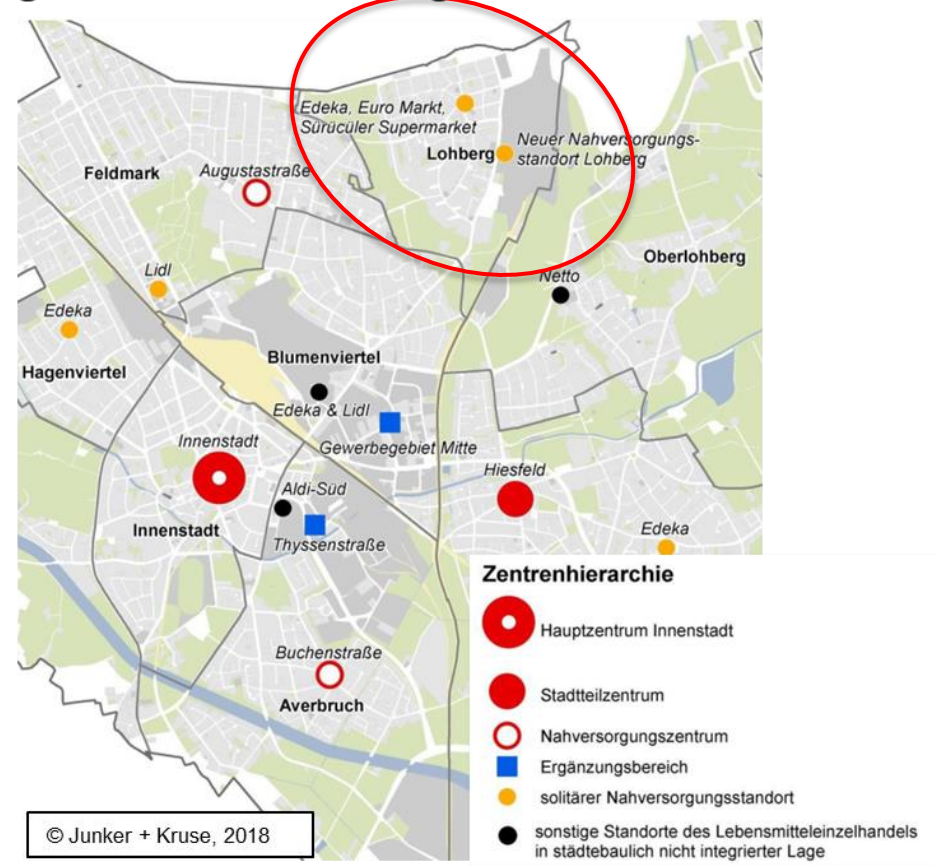 Edeka, Euro Markt,
Sürücüler Supermarket
Neuer Nahversorgungs-
standort Lohberg
Lohberg
Feldmark
Augustastraße
Oberlohberg
Lidl
Netto
Edeka
Hagenviertel
Blumenviertel
Edeka & Lidl
Innenstadt
Gewerbegebiet Mitte
Hiesfeld
Aldi-Süd
Innenstadt
Thyssenstraße
Edeka
Buchenstraße
Averbruch
Zentrenhierarchie
Hauptzentrum Innenstadt
Stadtteilzentrum
Nahversorgungszentrum
Ergänzungsbereich
solitärer Nahversorgungsstandort
sonstige Standorte des Lebensmitteleinzelhandels
in städtebaulich nicht integrierter Lage
© Junker + Kruse, 2018